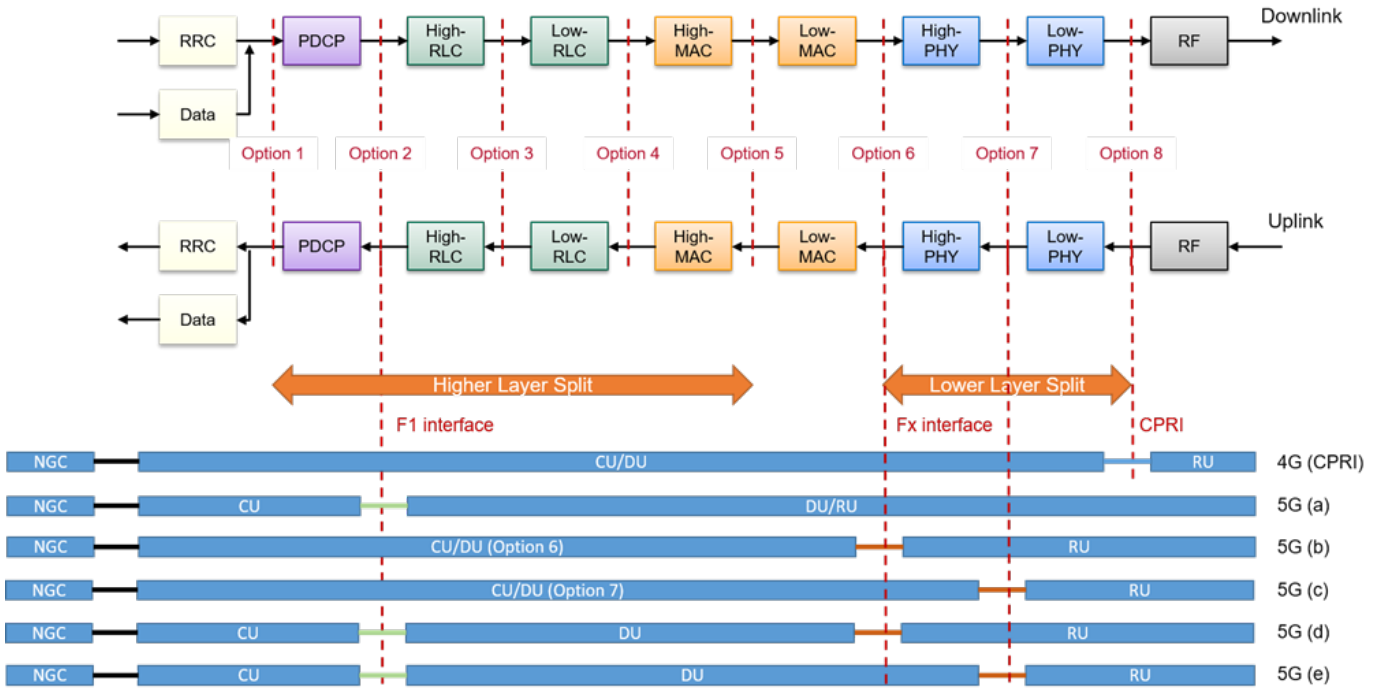 Downlink
RRC
PDCP
High-
RLC
Low-
RLC
High-
MAC
Low-
MAC
High-
PHY
Low-
PHY
RF
Data
Option 1
Option 2
Option 3
Option 4
Option 5
Option 6
Option 7
Option 8
Uplink
RRC
PDCP
High-
RLC
Low-
RLC
High-
MAC
Low-
MAC
High-
PHY
Low-
PHY
RF
Data
Higher Layer Split
Lower Layer Split
F1 interface
Fx interface
CPRI
NGC
CU/DU
RU
4G (CPRI)
NGC
CU
DU/RU
5G (a)
NGC
CU/DU (Option 6)
RU
5G (b)
NGC
CU/DU (Option 7)
RU
5G (c)
NGC
CU
DU
RU
5G (d)
NGC
CU
DU
RU
5G (e)